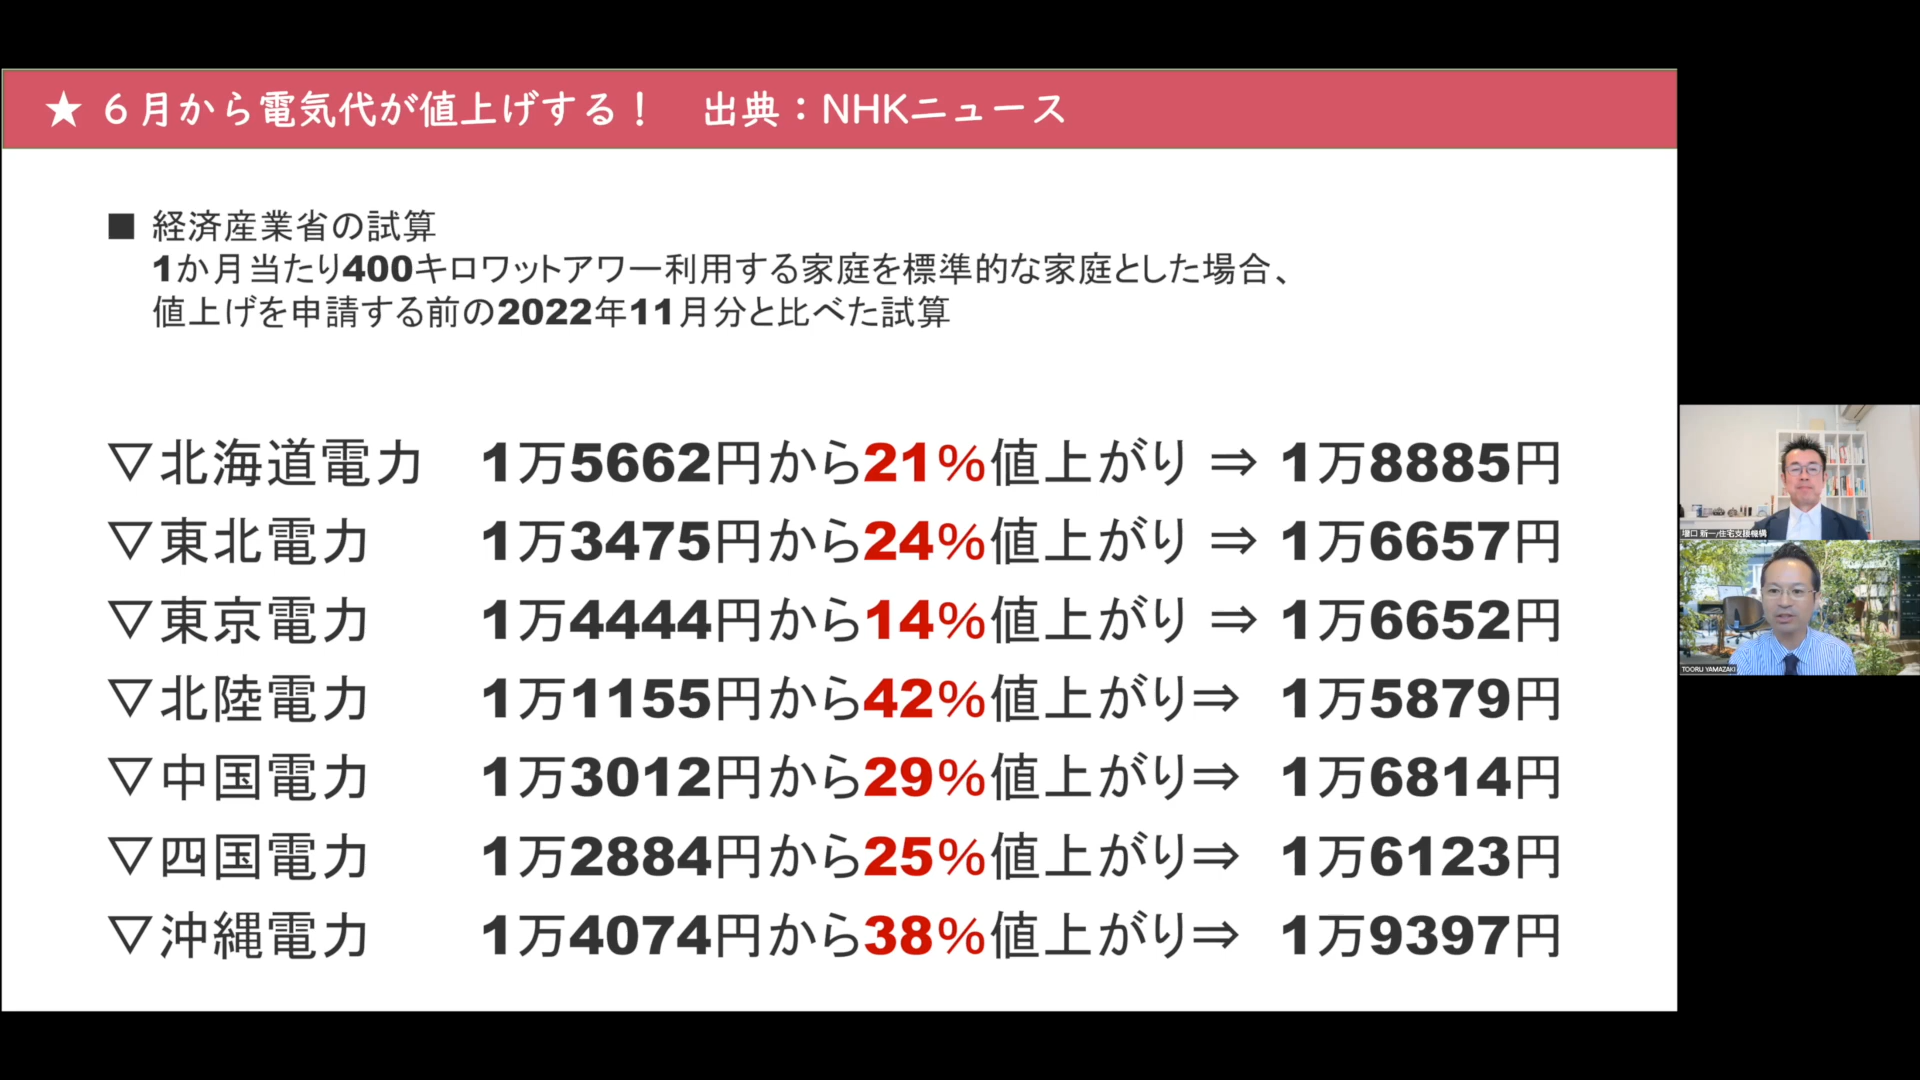 ★ 6月から電気代が値上げする！ 出典：NHKニュース
■ 経済産業省の試算
1か月当たり400キロワットアワー利用する家庭を標準的な家庭とした場合、
値上げを申請する前の2022年11月分と比べた試算
▽北海道電力 1万5662円から21%値上がり ⇒ 1万8885円
▽東北電力 1万3475円から24%値上がり ⇒ 1万6657円
▽東京電力 1万4444円から14%値上がり ⇒ 1万6652円
▽北陸電力 1万1155円から42%値上がり⇒ 1万5879円
▽中国電力 1万3012円から29%値上がり⇒ 1万6814円
▽四国電力 1万2884円から25%値上がり⇒ 1万6123円
▽沖縄電力 1万4074円から38%値上がり⇒ 1万9397円
新一/住宅支援機構
TOORU YAMAZAKI